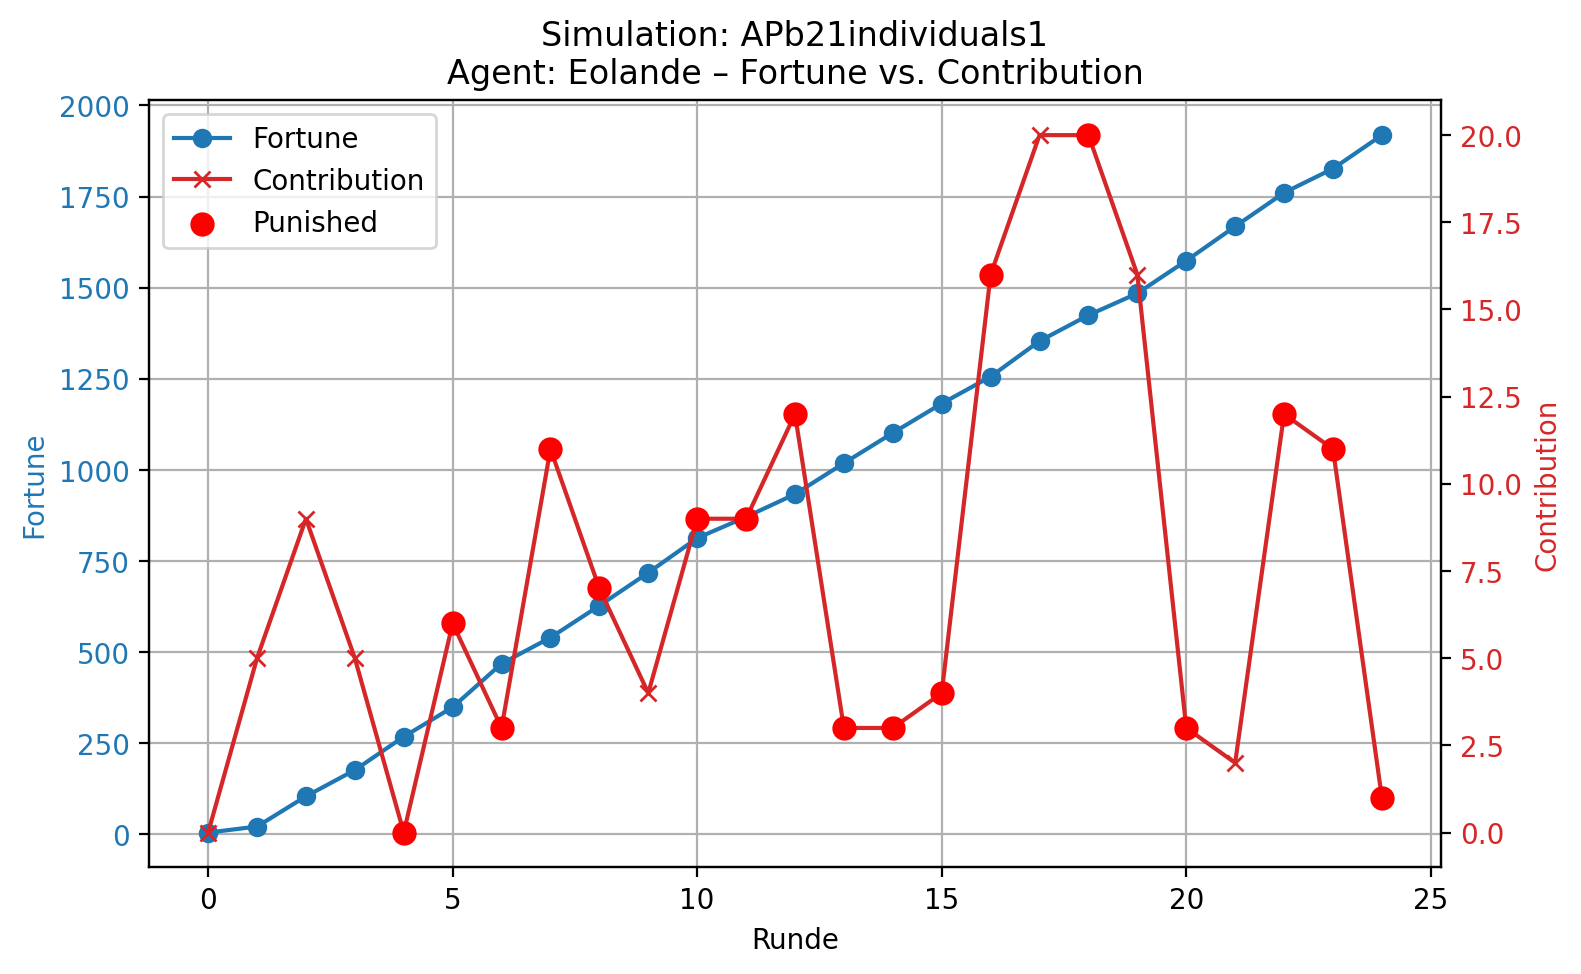 Simulation: APb21individuals1
Agent: Eolande – Fortune vs. Contribution
Fortune
Contribution
Punished
2000
1750
1500
1250
1000
750
500
250
0
Fortune
20.0
17.5
15.0
12.5
10.0
7.5
5.0
2.5
0.0
Contribution
0 5 10 15 20 25
Runde